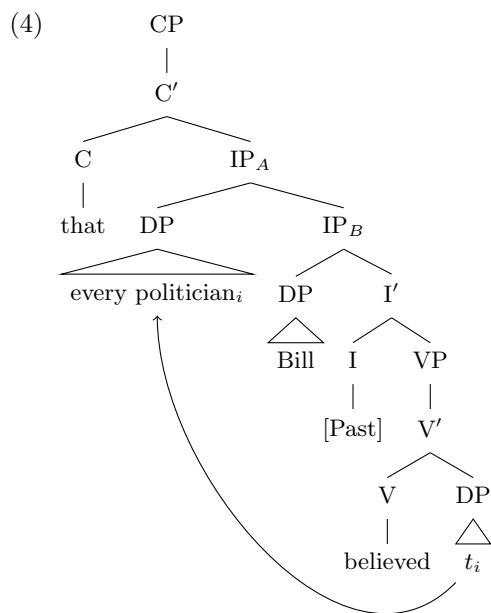 (4)
CP
C′
C IP_A
that DP IP_B
every politician_i DP I′
Bill I VP
[Past] V′
V DP
believed t_i